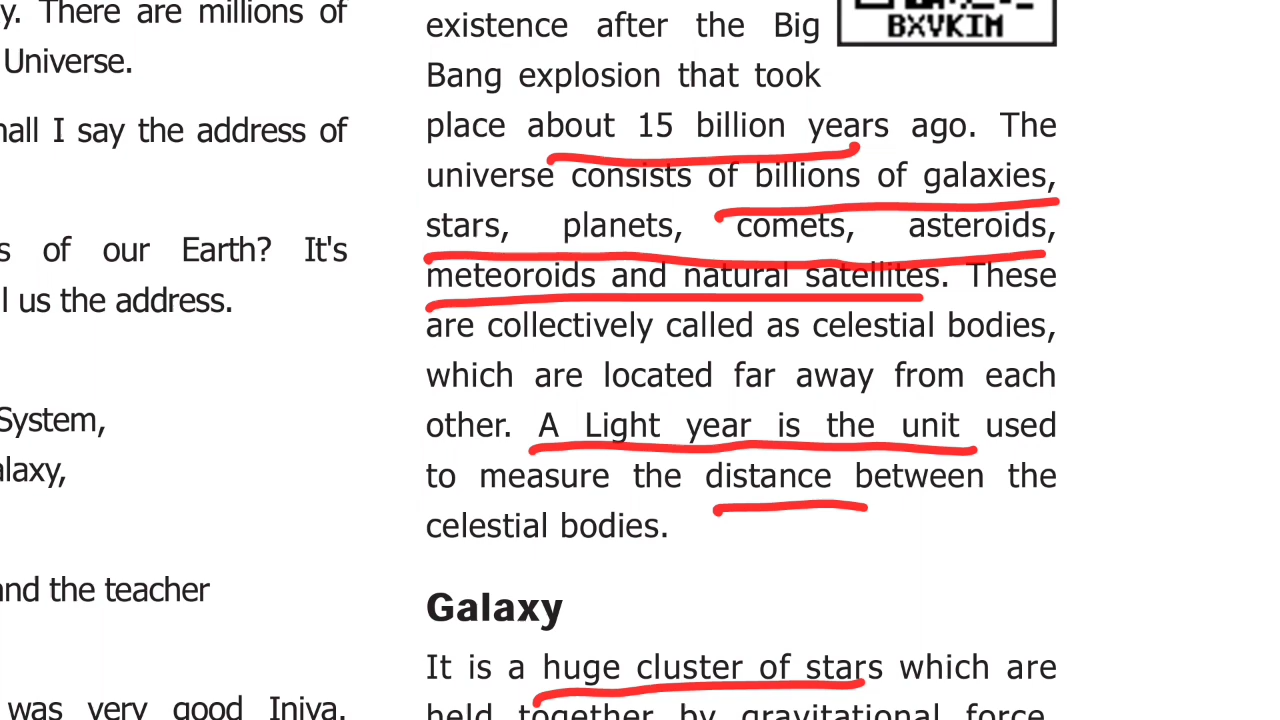 y. There are millions of
Universe.
hall I say the address of
s of our Earth? It's
l us the address.
System,
alaxy,
and the teacher
was very good Iniya.
existence after the Big
BXVKIM
Bang explosion that took
place about 15 billion years ago. The
universe consists of billions of galaxies,
stars, planets, comets, asteroids,
meteoroids and natural satellites. These
are collectively called as celestial bodies,
which are located far away from each
other. A Light year is the unit used
to measure the distance between the
celestial bodies.
Galaxy
It is a huge cluster of stars which are
held together by gravitational force.